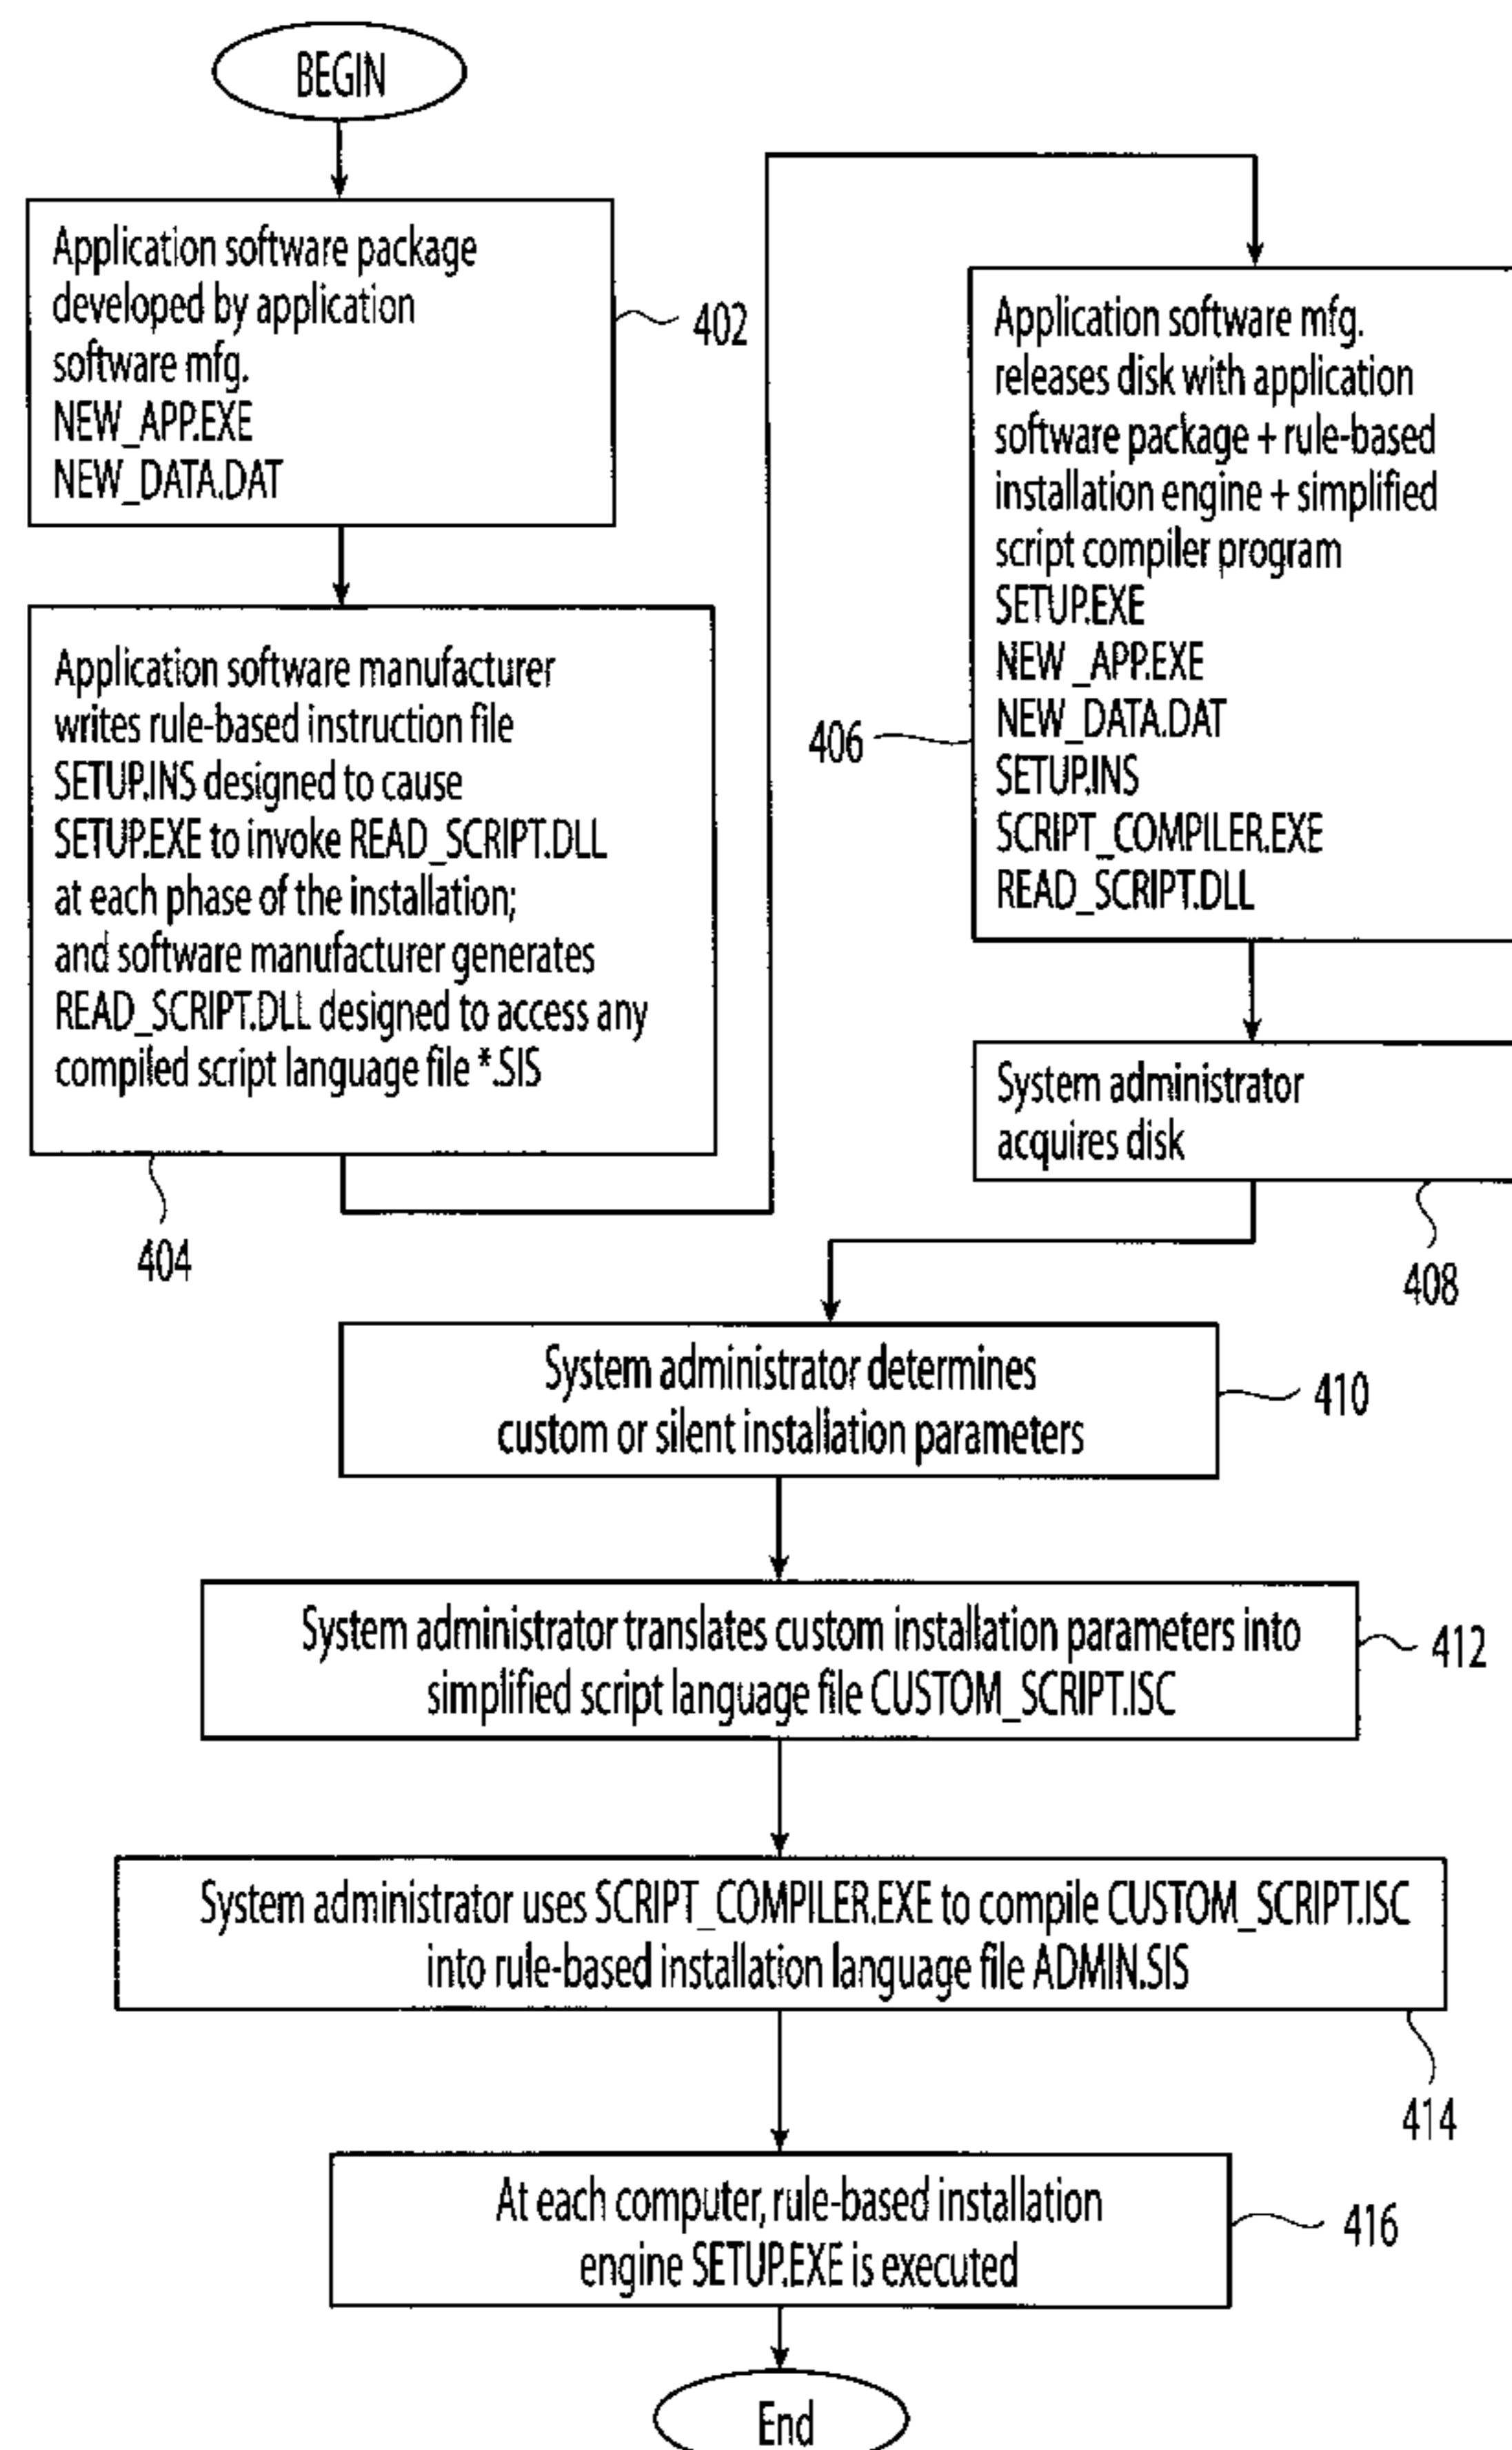 BEGIN
Application software package
developed by application
software mfg.
NEW_APP.EXE
NEW_DATA.DAT
402
Application software manufacturer
writes rule-based instruction file
SETUP.INS designed to cause
SETUP.EXE to invoke READ_SCRIPT.DLL
at each phase of the installation;
and software manufacturer generates
READ_SCRIPT.DLL designed to access any
compiled script language file *.SIS
404
Application software mfg.
releases disk with application
software package + rule-based
installation engine + simplified
script compiler program
SETUP.EXE
NEW_APP.EXE
NEW_DATA.DAT
SETUP.INS
SCRIPT_COMPILER.EXE
READ_SCRIPT.DLL
406
System administrator
acquires disk
408
System administrator determines
custom or silent installation parameters
410
System administrator translates custom installation parameters into
simplified script language file CUSTOM_SCRIPT.ISC
412
System administrator uses SCRIPT_COMPILER.EXE to compile CUSTOM_SCRIPT.ISC
into rule-based installation language file ADMIN.SIS
414
At each computer, rule-based installation
engine SETUP.EXE is executed
416
End